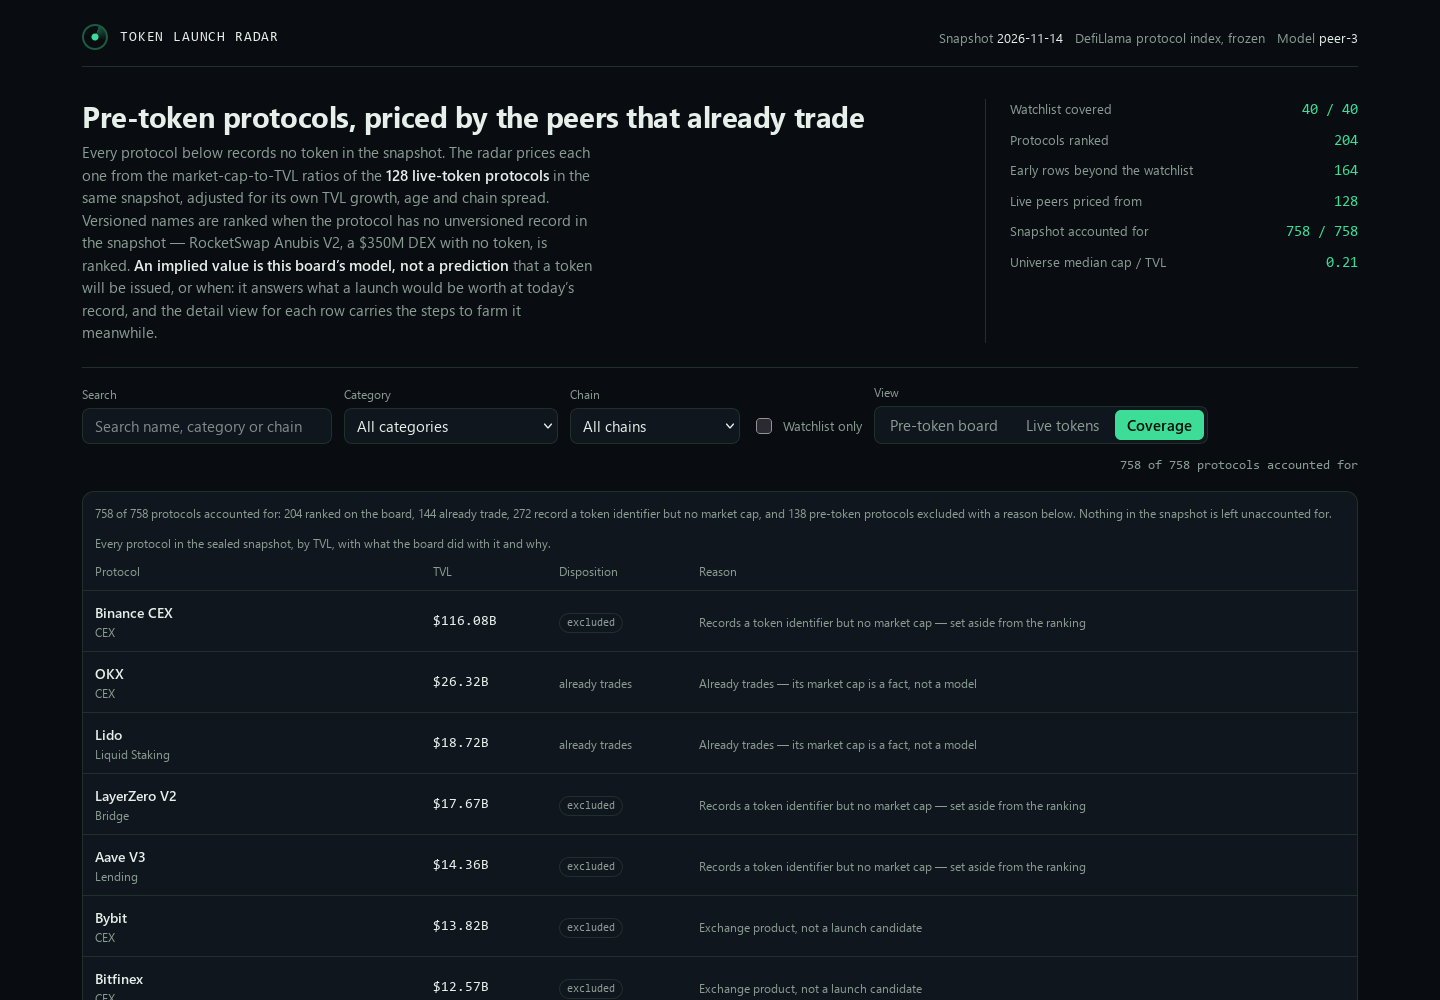 TOKEN LAUNCH RADAR
Snapshot 2026-11-14 DefiLlama protocol index, frozen Model peer-3
Pre-token protocols, priced by the peers that already trade
Every protocol below records no token in the snapshot. The radar prices each
one from the market-cap-to-TVL ratios of the 128 live-token protocols in the
same snapshot, adjusted for its own TVL growth, age and chain spread.
Versioned names are ranked when the protocol has no unversioned record in
the snapshot — RocketSwap Anubis V2, a $350M DEX with no token, is
ranked. An implied value is this board’s model, not a prediction that a token
will be issued, or when: it answers what a launch would be worth at today’s
record, and the detail view for each row carries the steps to farm it
meanwhile.
Watchlist covered 40 / 40
Protocols ranked 204
Early rows beyond the watchlist 164
Live peers priced from 128
Snapshot accounted for 758 / 758
Universe median cap / TVL 0.21
Search
Search name, category or chain
Category
All categories
Chain
All chains
Watchlist only
View
Pre-token board Live tokens Coverage
758 of 758 protocols accounted for
758 of 758 protocols accounted for: 204 ranked on the board, 144 already trade, 272 record a token identifier but no market cap, and 138 pre-token protocols excluded with a reason below. Nothing in the snapshot is left unaccounted for.
Every protocol in the sealed snapshot, by TVL, with what the board did with it and why.
Protocol TVL Disposition Reason
Binance CEX
CEX
$116.08B excluded Records a token identifier but no market cap — set aside from the ranking
OKX
CEX
$26.32B already trades Already trades — its market cap is a fact, not a model
Lido
Liquid Staking
$18.72B already trades Already trades — its market cap is a fact, not a model
LayerZero V2
Bridge
$17.67B excluded Records a token identifier but no market cap — set aside from the ranking
Aave V3
Lending
$14.36B excluded Records a token identifier but no market cap — set aside from the ranking
Bybit
CEX
$13.82B excluded Exchange product, not a launch candidate
Bitfinex
CEX
$12.57B excluded Exchange product, not a launch candidate